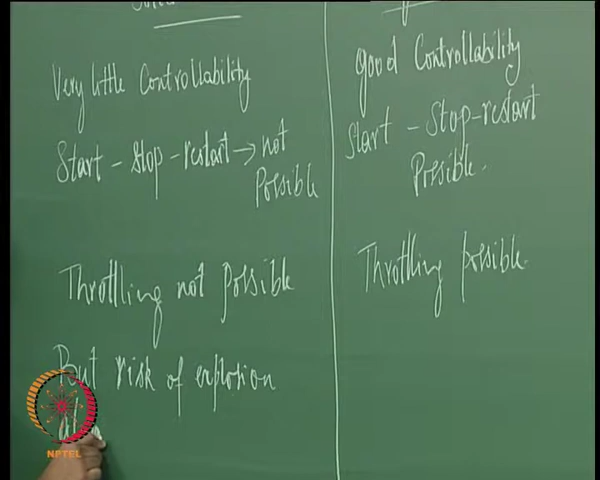 Very little Controllability
Start - Stop - restart → not
Possible
Throttling not possible
But risk of explosion
good Controllability
Start - Stop - restart
Possible.
Throttling possible.
NPTEL